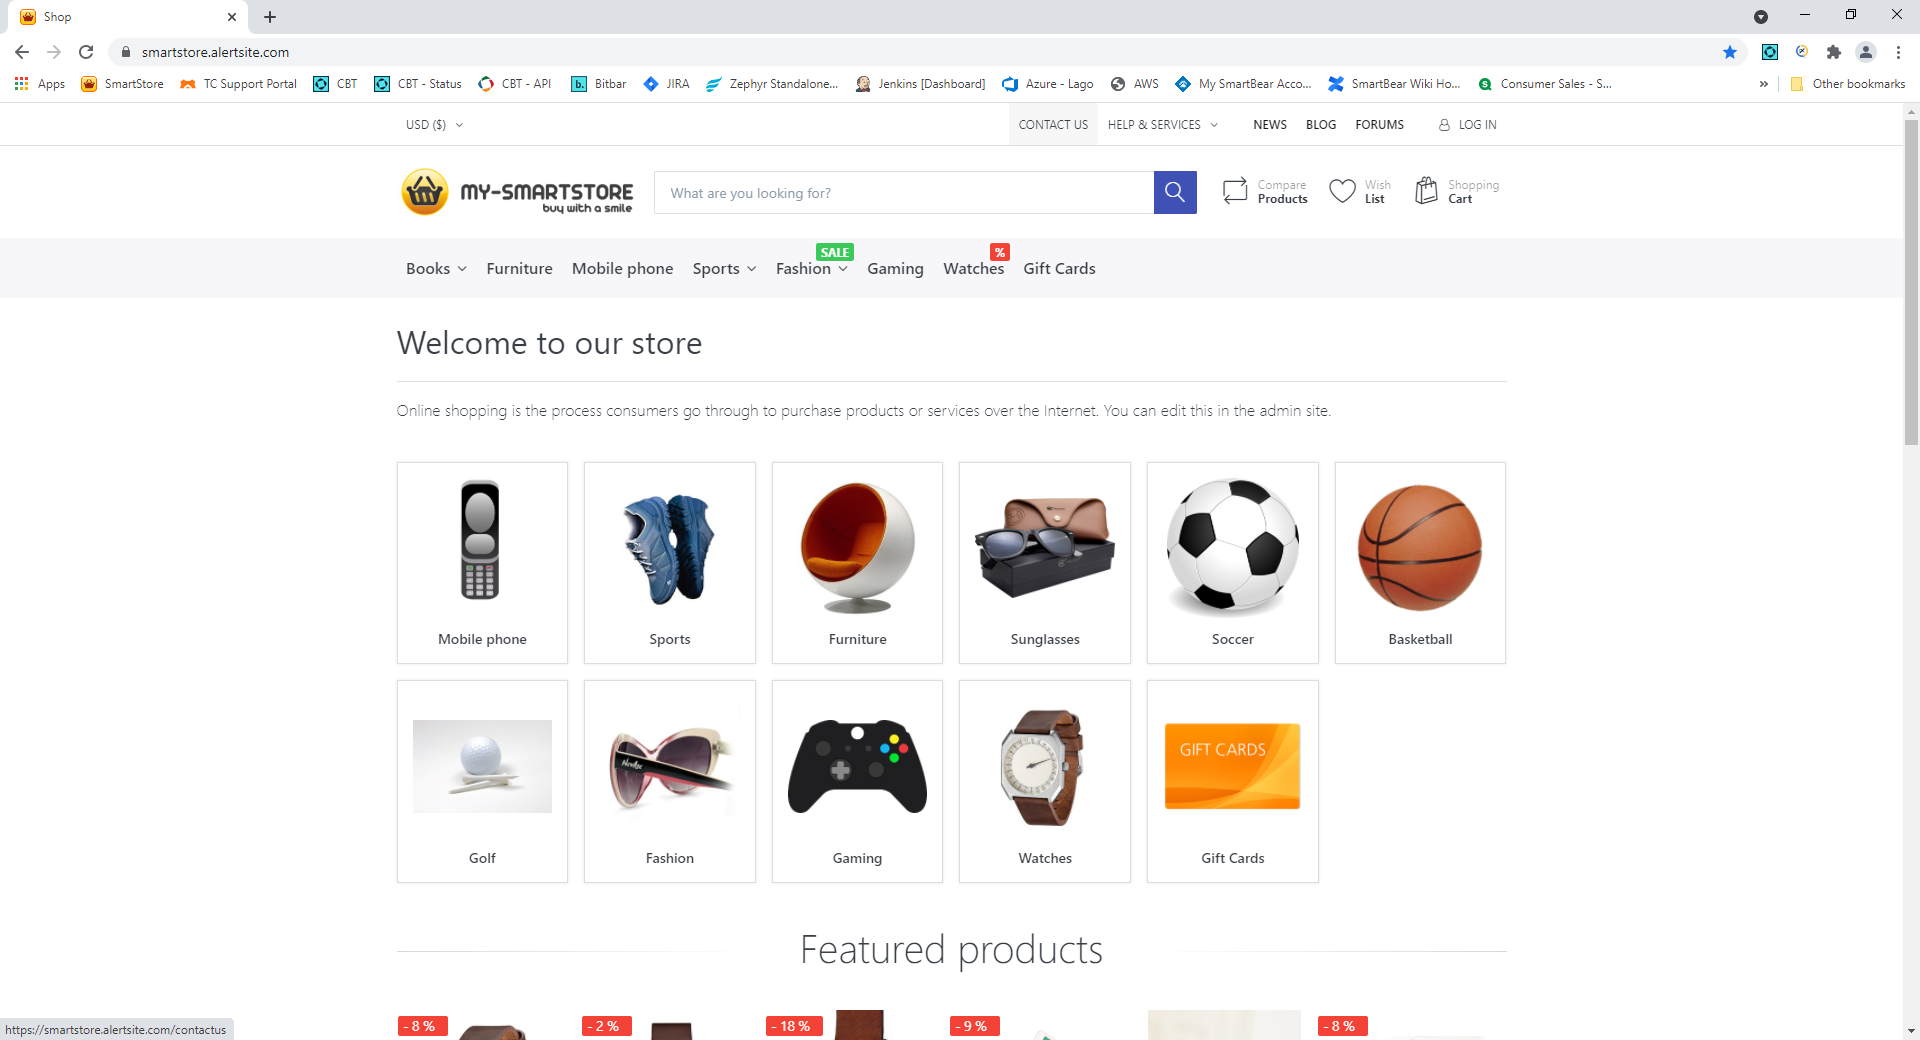 Shop
smartstore.alertsite.com
Apps SmartStore TC Support Portal CBT CBT - Status CBT - API b. Bitbar JIRA Zephyr Standalone... Jenkins [Dashboard] Azure - Lago AWS My SmartBear Acco... SmartBear Wiki Ho... S Consumer Sales - S... » Other bookmarks
USD ($) CONTACT US HELP & SERVICES NEWS BLOG FORUMS LOG IN
MY-SMARTSTORE
buy with a smile
What are you looking for?
Compare
Products
Wish
List
Shopping
Cart
SALE %
Books Furniture Mobile phone Sports Fashion Gaming Watches Gift Cards
Welcome to our store
Online shopping is the process consumers go through to purchase products or services over the Internet. You can edit this in the admin site.
Mobile phone Sports Furniture Sunglasses Soccer Basketball
GIFT CARDS
Golf Fashion Gaming Watches Gift Cards
Featured products
- 8 % - 2 % - 18 % - 9 % - 8 %
https://smartstore.alertsite.com/contactus